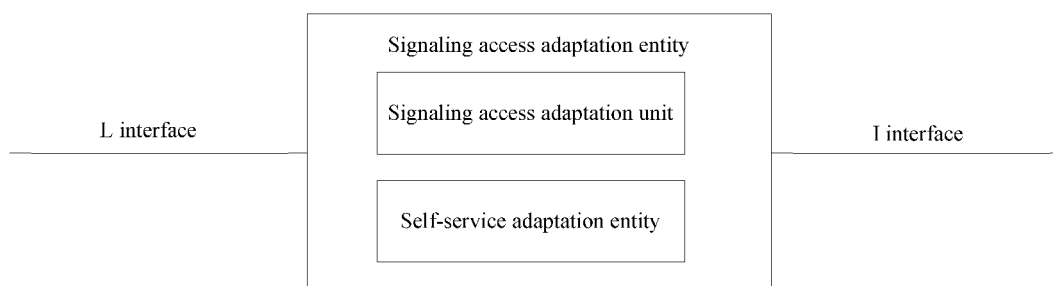 Signaling access adaptation entity
Signaling access adaptation unit
L interface
I interface
Self-service adaptation entity